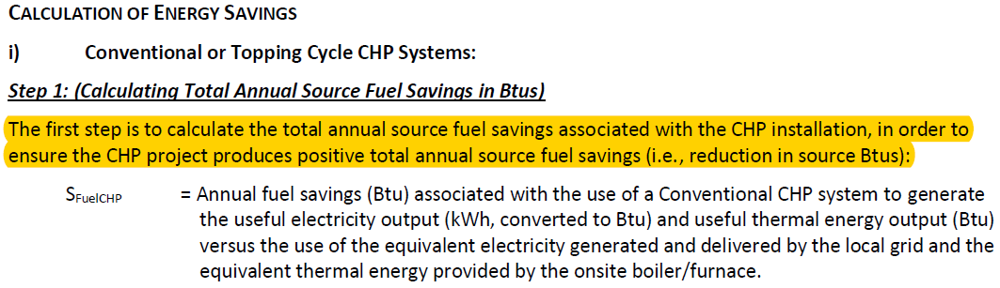 CALCULATION OF ENERGY SAVINGS
i) Conventional or Topping Cycle CHP Systems:
Step 1: (Calculating Total Annual Source Fuel Savings in Btus)
The first step is to calculate the total annual source fuel savings associated with the CHP installation, in order to
ensure the CHP project produces positive total annual source fuel savings (i.e., reduction in source Btus):
SFuelCHP = Annual fuel savings (Btu) associated with the use of a Conventional CHP system to generate
the useful electricity output (kWh, converted to Btu) and useful thermal energy output (Btu)
versus the use of the equivalent electricity generated and delivered by the local grid and the
equivalent thermal energy provided by the onsite boiler/furnace.